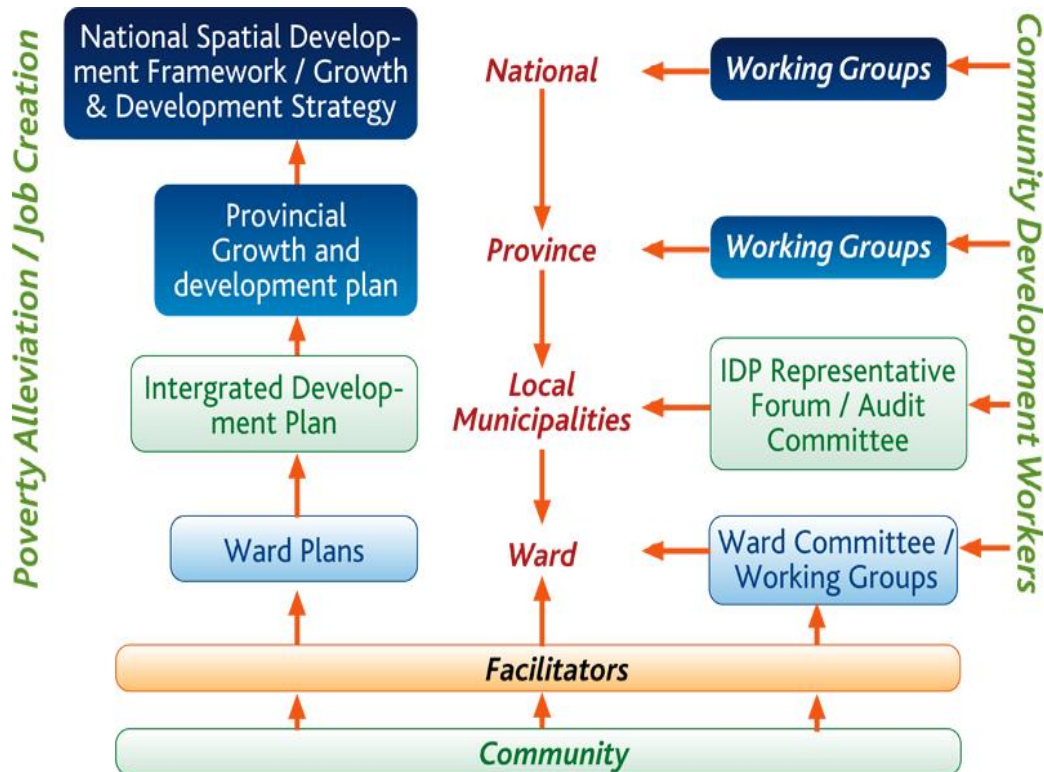 Poverty Alleviation / Job Creation
National Spatial Develop-
ment Framework / Growth
& Development Strategy
Provincial
Growth and
development plan
Intergrated Develop-
ment Plan
Ward Plans
National
Province
Local
Municipalities
Ward
Working Groups
Working Groups
IDP Representative
Forum / Audit
Committee
Ward Committee /
Working Groups
Community Development Workers
Facilitators
Community